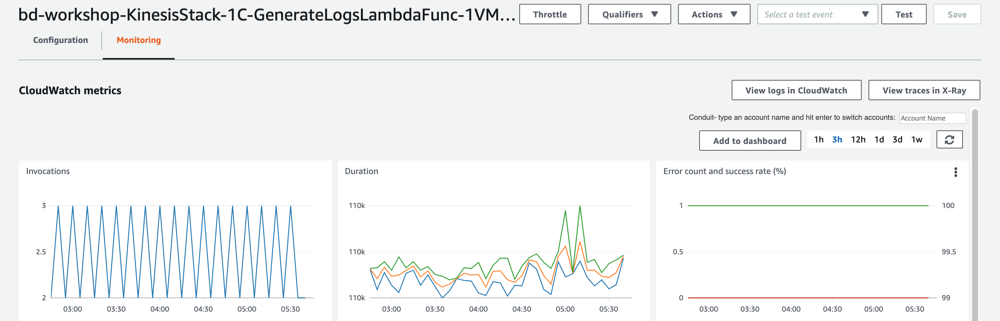 bd-workshop-KinesisStack-1C-GenerateLogsLambdaFunc-1VM... Throttle Qualifiers Actions Select a test event Test Save
Configuration Monitoring
CloudWatch metrics View logs in CloudWatch View traces in X-Ray
Conduit- type an account name and hit enter to switch accounts: Account Name
Add to dashboard 1h 3h 12h 1d 3d 1w
Invocations
3
2.5
2
03:00 03:30 04:00 04:30 05:00 05:30
Duration
110k
110k
110k
03:00 03:30 04:00 04:30 05:00 05:30
Error count and success rate (%)
1 100
0.5 99.5
0 99
03:00 03:30 04:00 04:30 05:00 05:30